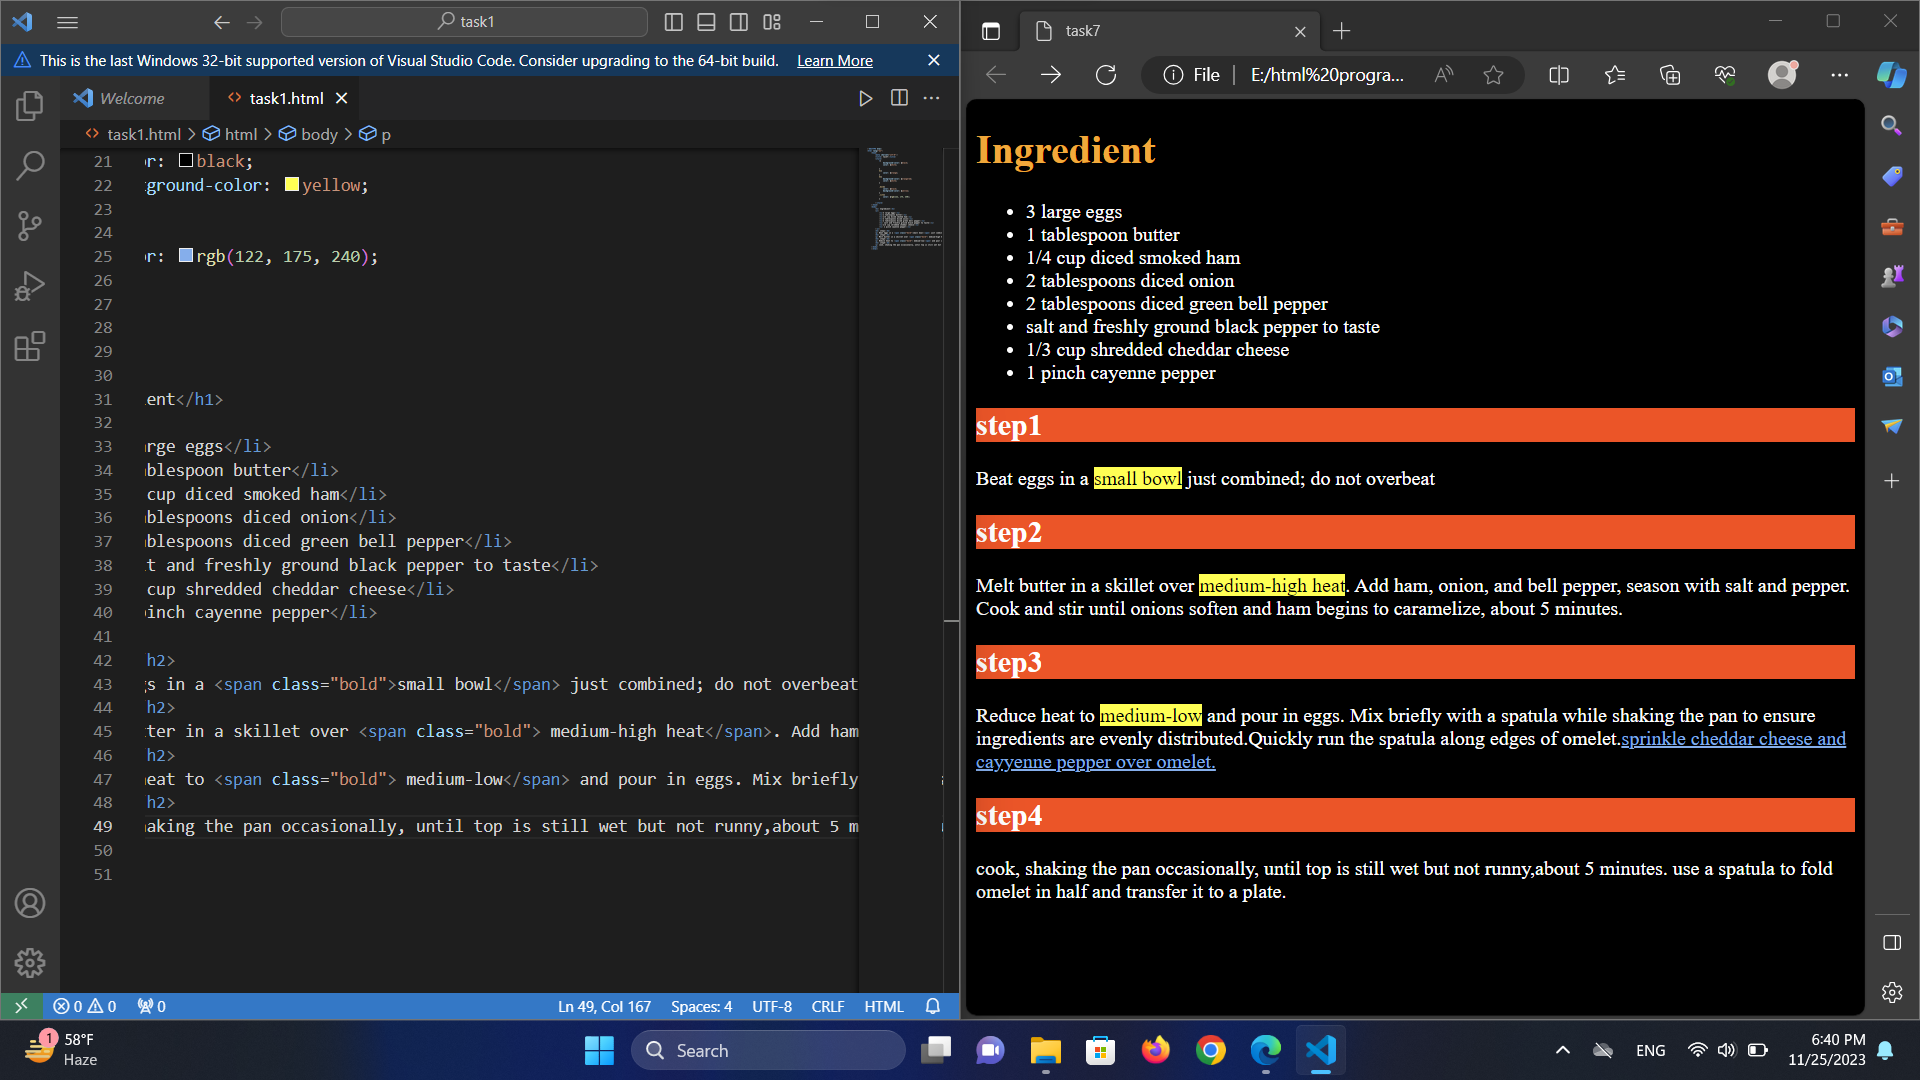 task1
This is the last Windows 32-bit supported version of Visual Studio Code. Consider upgrading to the 64-bit build. Learn More
Welcome
task1.html
task1.html > html > body > p
21 or: black;
22 ground-color: yellow;
23
24
25 or: rgb(122, 175, 240);
26
27
28
29
30
31 ent</h1>
32
33 arge eggs</li>
34 ablespoon butter</li>
35 cup diced smoked ham</li>
36 ablespoons diced onion</li>
37 ablespoons diced green bell pepper</li>
38 t and freshly ground black pepper to taste</li>
39 cup shredded cheddar cheese</li>
40 pinch cayenne pepper</li>
41
42 h2>
43 gs in a <span class="bold">small bowl</span> just combined; do not overbeat
44 h2>
45 ter in a skillet over <span class="bold"> medium-high heat</span>. Add ham
46 h2>
47 heat to <span class="bold"> medium-low</span> and pour in eggs. Mix briefly
48 h2>
49 aking the pan occasionally, until top is still wet but not runny,about 5 m
50
51
0 0 0
Ln 49, Col 167 Spaces: 4 UTF-8 CRLF HTML
task7
File E:/html%20progra...
Ingredient
• 3 large eggs
• 1 tablespoon butter
• 1/4 cup diced smoked ham
• 2 tablespoons diced onion
• 2 tablespoons diced green bell pepper
• salt and freshly ground black pepper to taste
• 1/3 cup shredded cheddar cheese
• 1 pinch cayenne pepper
step1
Beat eggs in a small bowl just combined; do not overbeat
step2
Melt butter in a skillet over medium-high heat. Add ham, onion, and bell pepper, season with salt and pepper.
Cook and stir until onions soften and ham begins to caramelize, about 5 minutes.
step3
Reduce heat to medium-low and pour in eggs. Mix briefly with a spatula while shaking the pan to ensure
ingredients are evenly distributed.Quickly run the spatula along edges of omelet.sprinkle cheddar cheese and
cayyenne pepper over omelet.
step4
cook, shaking the pan occasionally, until top is still wet but not runny,about 5 minutes. use a spatula to fold
omelet in half and transfer it to a plate.
1
58°F
Haze
Search
ENG
6:40 PM
11/25/2023